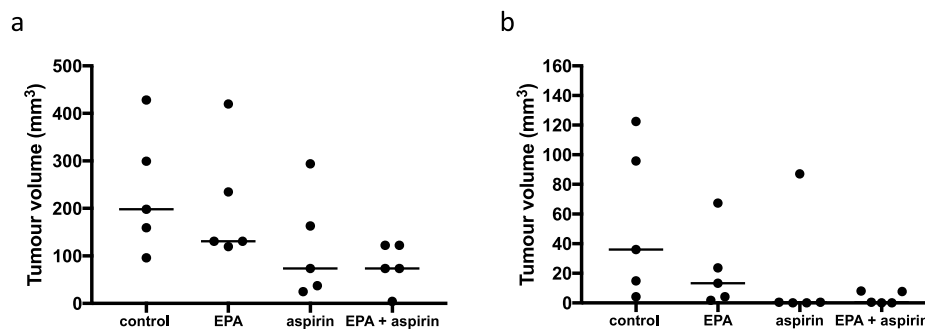 a
Tumour volume (mm3)
500
400
300
200
100
0
control EPA aspirin EPA + aspirin
b
Tumour volume (mm3)
160
140
120
100
80
60
40
20
0
control EPA aspirin EPA + aspirin